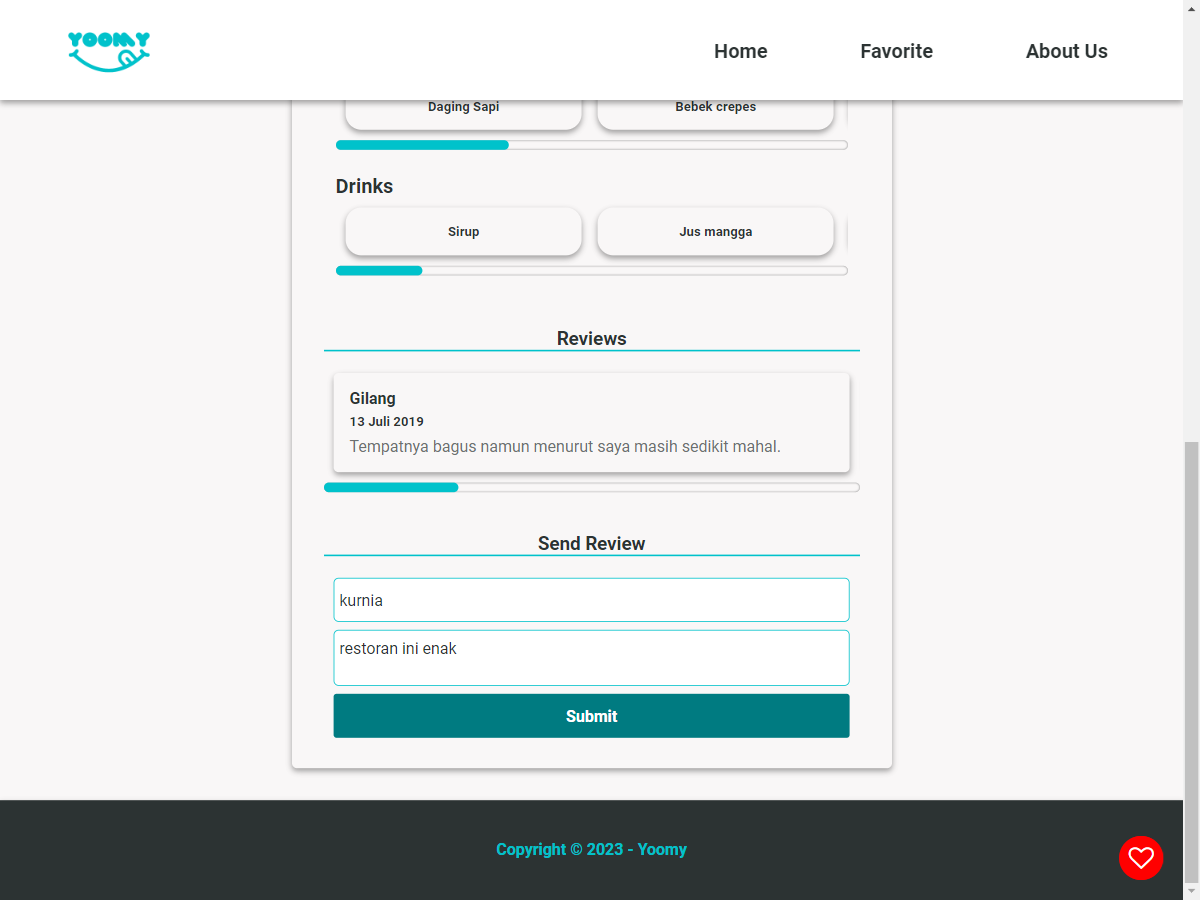 YOOMY
Home Favorite About Us
Daging Sapi Bebek crepes
Drinks
Sirup Jus mangga
Reviews
Gilang
13 Juli 2019
Tempatnya bagus namun menurut saya masih sedikit mahal.
Send Review
kurnia
restoran ini enak
Submit
Copyright © 2023 - Yoomy